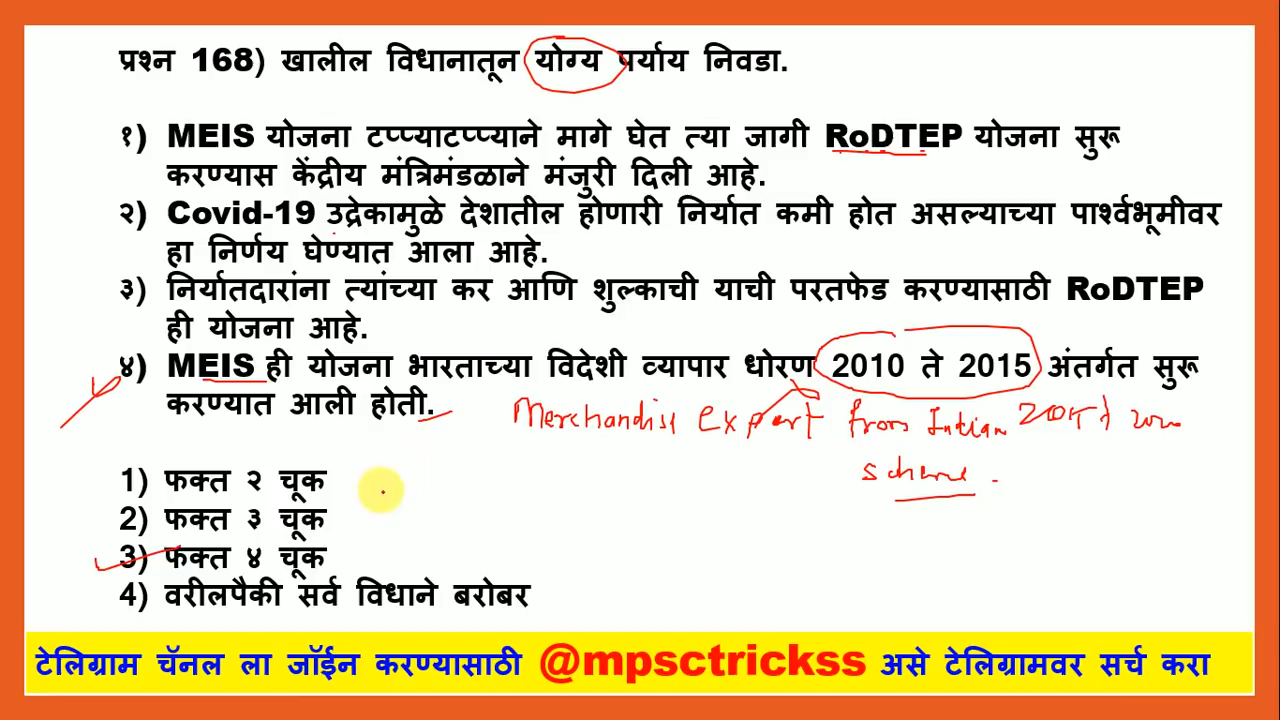 प्रश्न 168) खालील विधानातून योग्य पर्याय निवडा.
१) MEIS योजना टप्प्याटप्प्याने मागे घेत त्या जागी RoDTEP योजना सुरू
करण्यास केंद्रीय मंत्रिमंडळाने मंजुरी दिली आहे.
२) Covid-19 उद्रेकामुळे देशातील होणारी निर्यात कमी होत असल्याच्या पार्श्वभूमीवर
हा निर्णय घेण्यात आला आहे.
३) निर्यातदारांना त्यांच्या कर आणि शुल्काची याची परतफेड करण्यासाठी RoDTEP
ही योजना आहे.
४) MEIS ही योजना भारताच्या विदेशी व्यापार धोरण 2010 ते 2015 अंतर्गत सुरू
करण्यात आली होती.
Merchandise Export from Indian
scheme.
1) फक्त २ चूक
2) फक्त ३ चूक
3) फक्त ४ चूक
4) वरीलपैकी सर्व विधाने बरोबर
टेलिग्राम चॅनल ला जॉईन करण्यासाठी @mpsctrickss असे टेलिग्रामवर सर्च करा